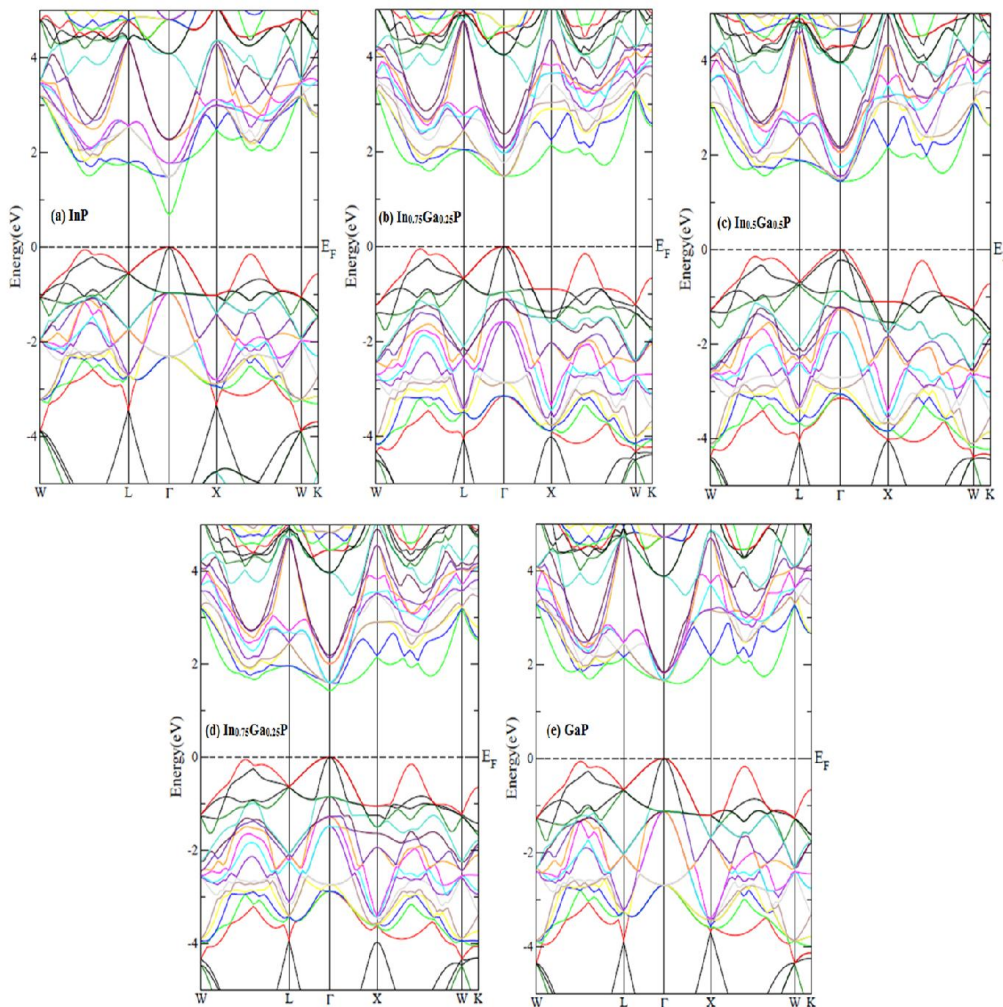 4
2
0
-2
-4
Energy(eV)
(a) InP
E_F
W L Γ X W K
4
2
0
-2
-4
Energy(eV)
(b) In₀.₇₅Ga₀.₂₅P
E_F
W L Γ X W K
4
2
0
-2
-4
Energy(eV)
(c) In₀.₅Ga₀.₅P
E
W L Γ X W K
4
2
0
-2
-4
Energy(eV)
(d) In₀.₇₅Ga₀.₂₅P
E_F
W L Γ X W K
4
2
0
-2
-4
Energy(eV)
(e) GaP
E_F
W L Γ X W K